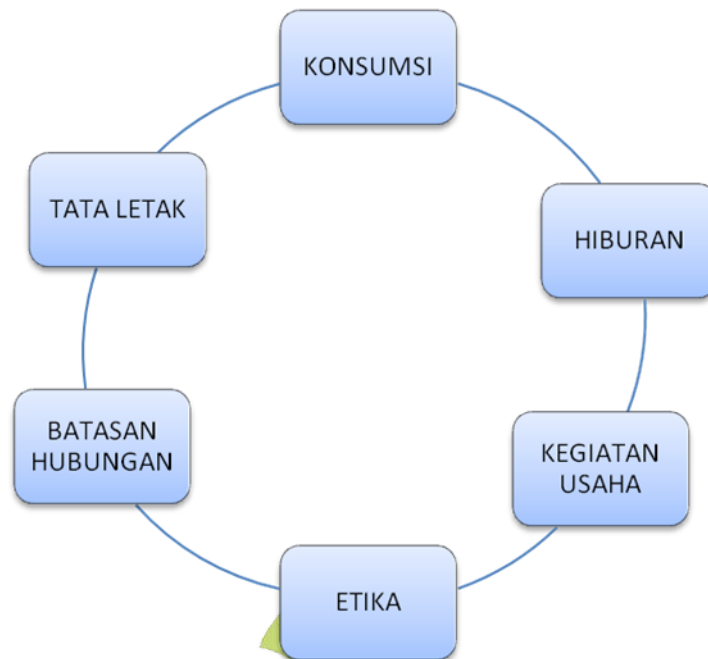 KONSUMSI
HIBURAN
KEGIATAN
USAHA
ETIKA
BATASAN
HUBUNGAN
TATA LETAK